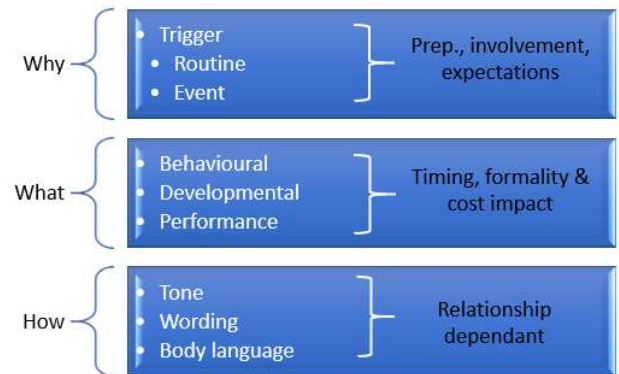 Why
• Trigger
• Routine
• Event
Prep., involvement,
expectations
What
• Behavioural
• Developmental
• Performance
Timing, formality &
cost impact
How
• Tone
• Wording
• Body language
Relationship
dependant